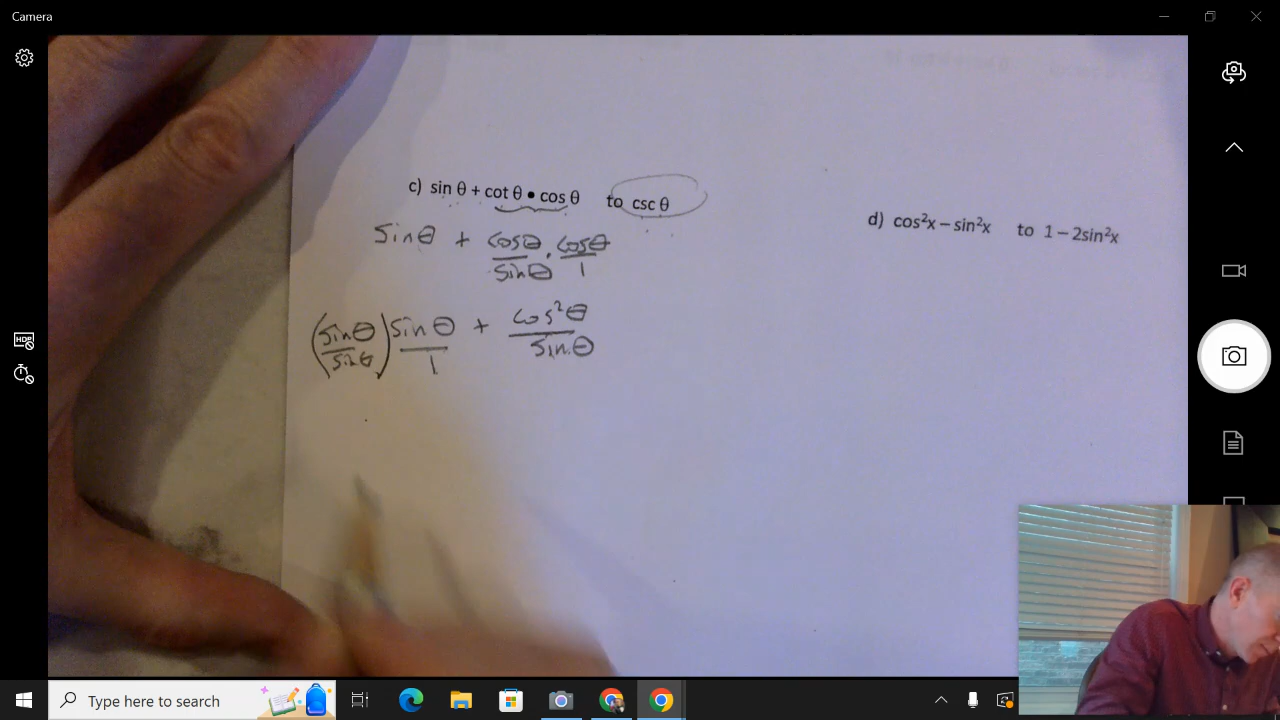 Camera
c) sin θ + cot θ • cos θ to csc θ
d) cos²x – sin²x to 1 – 2sin²x
sinθ + cosθ/sinθ · cosθ/1
(sinθ/sinθ) sinθ/1 + cos²θ/sinθ
Type here to search